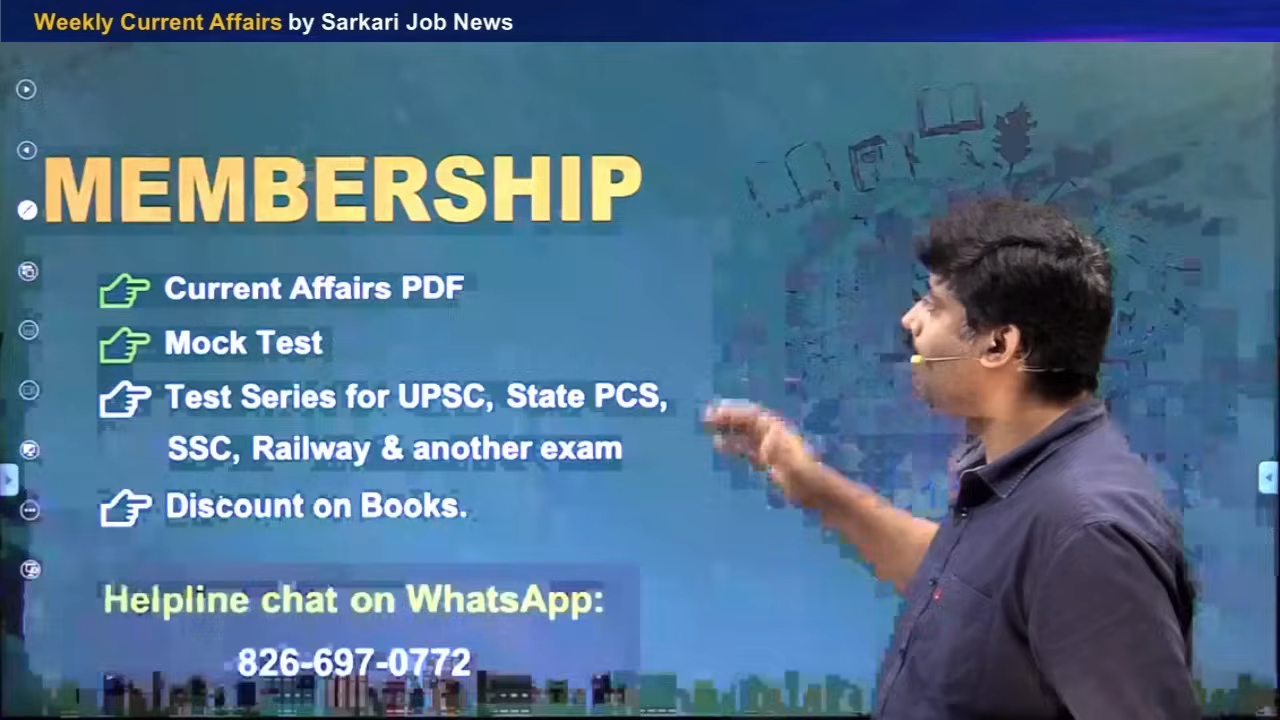 Weekly Current Affairs by Sarkari Job News
MEMBERSHIP
Current Affairs PDF
Mock Test
Test Series for UPSC, State PCS,
SSC, Railway & another exam
Discount on Books.
Helpline chat on WhatsApp:
826-697-0772